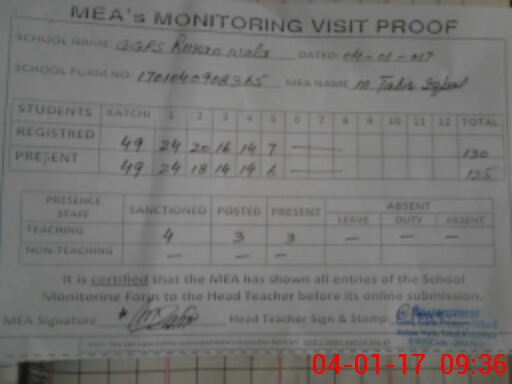 MEA's MONITORING VISIT PROOF
SCHOOL NAME: GGPS Rukan wala DATED: 04-01-017
SCHOOL FORM NO: MEA NAME M. Tahir Iqbal
STUDENTS KATCHI 1 2 3 4 5 6 7 8 9 10 11 12 TOTAL
REGISTRED 49 24 20 16 14 7 — 130
PRESENT 49 24 18 14 14 6 — 125
PRESENCE STAFF SANCTIONED POSTED PRESENT ABSENT
LEAVE DUTY ABSENT
TEACHING 4 3 3 — — —
NON-TEACHING — — —
It is certified that the MEA has shown all entries of the School
Monitoring Form to the Head Teacher before its online submission.
MEA Signature Head Teacher Sign & Stamp:
04-01-17 09:36